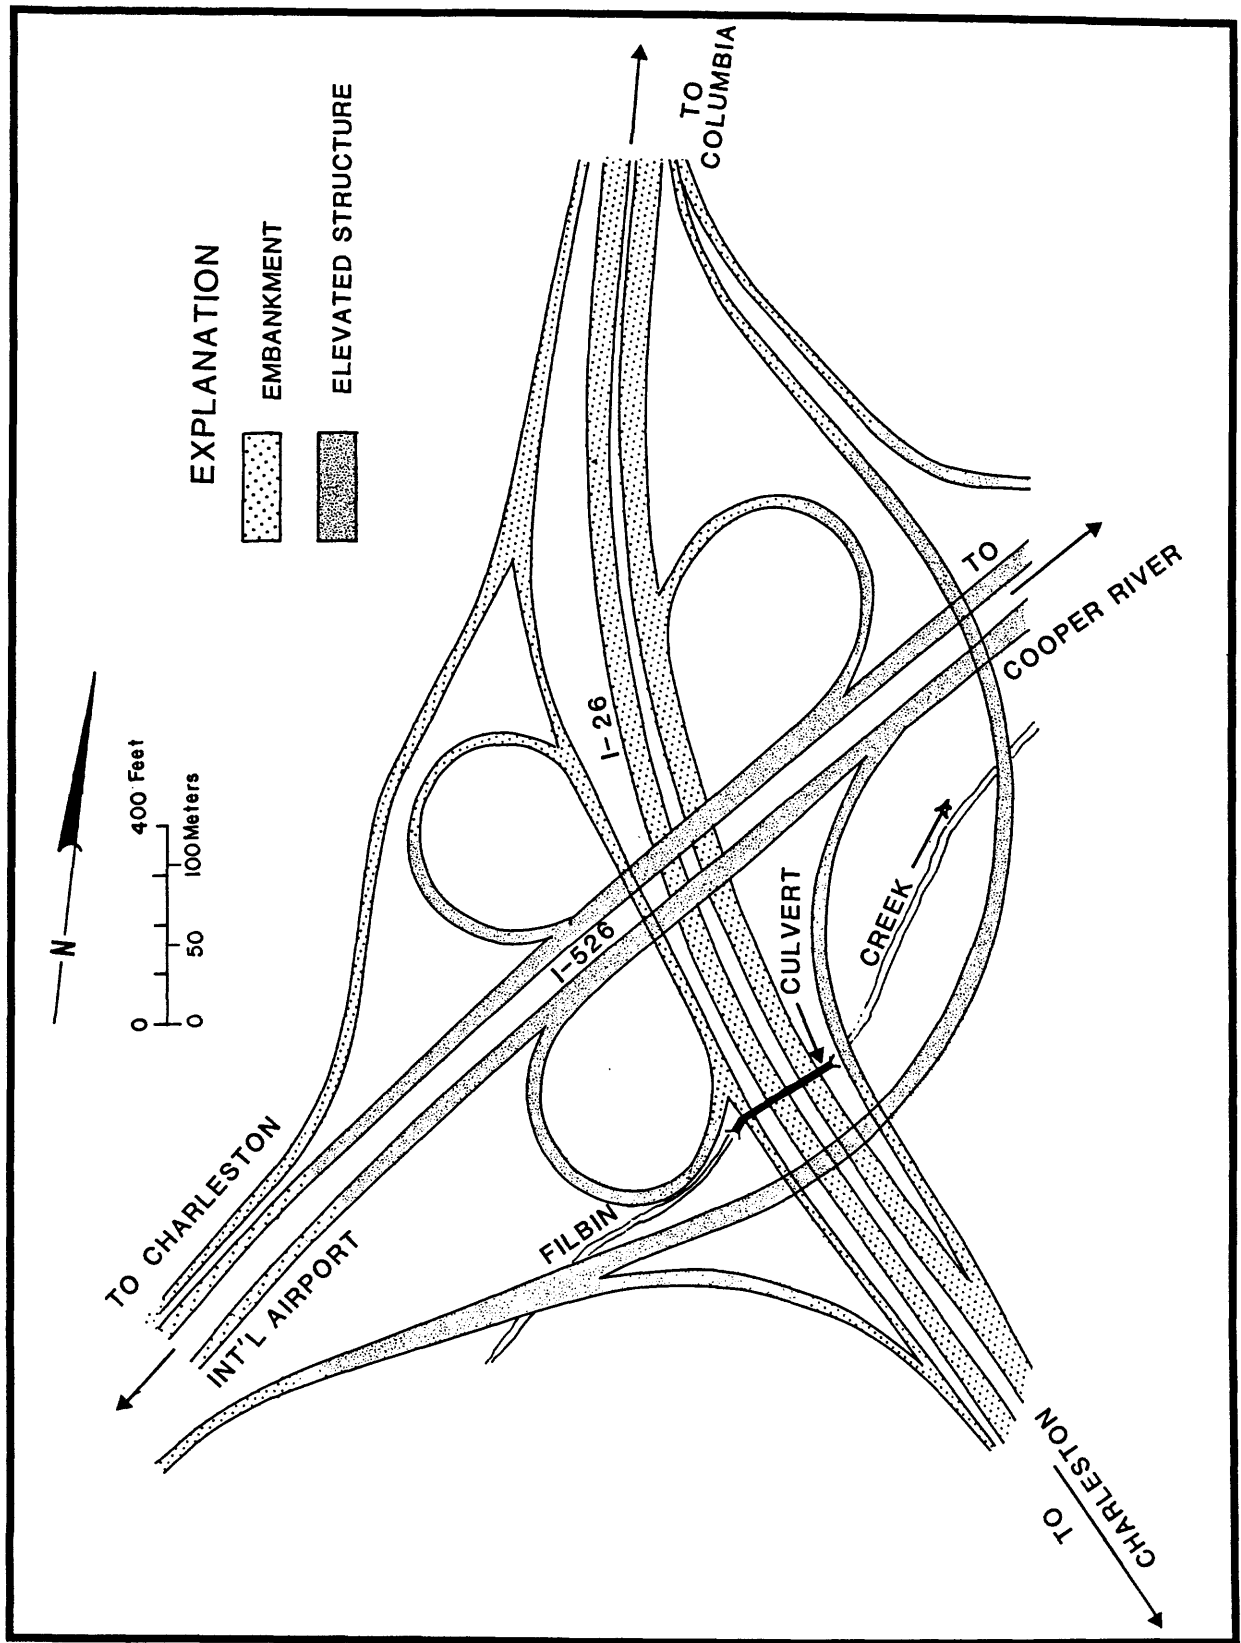 EXPLANATION
EMBANKMENT
ELEVATED STRUCTURE
TO
COLUMBIA
N
400 Feet
0
100 Meters
50
0
I-26
TO
COOPER RIVER
I-526
CULVERT
CREEK
FILBIN
TO CHARLESTON
INT'L AIRPORT
TO
CHARLESTON